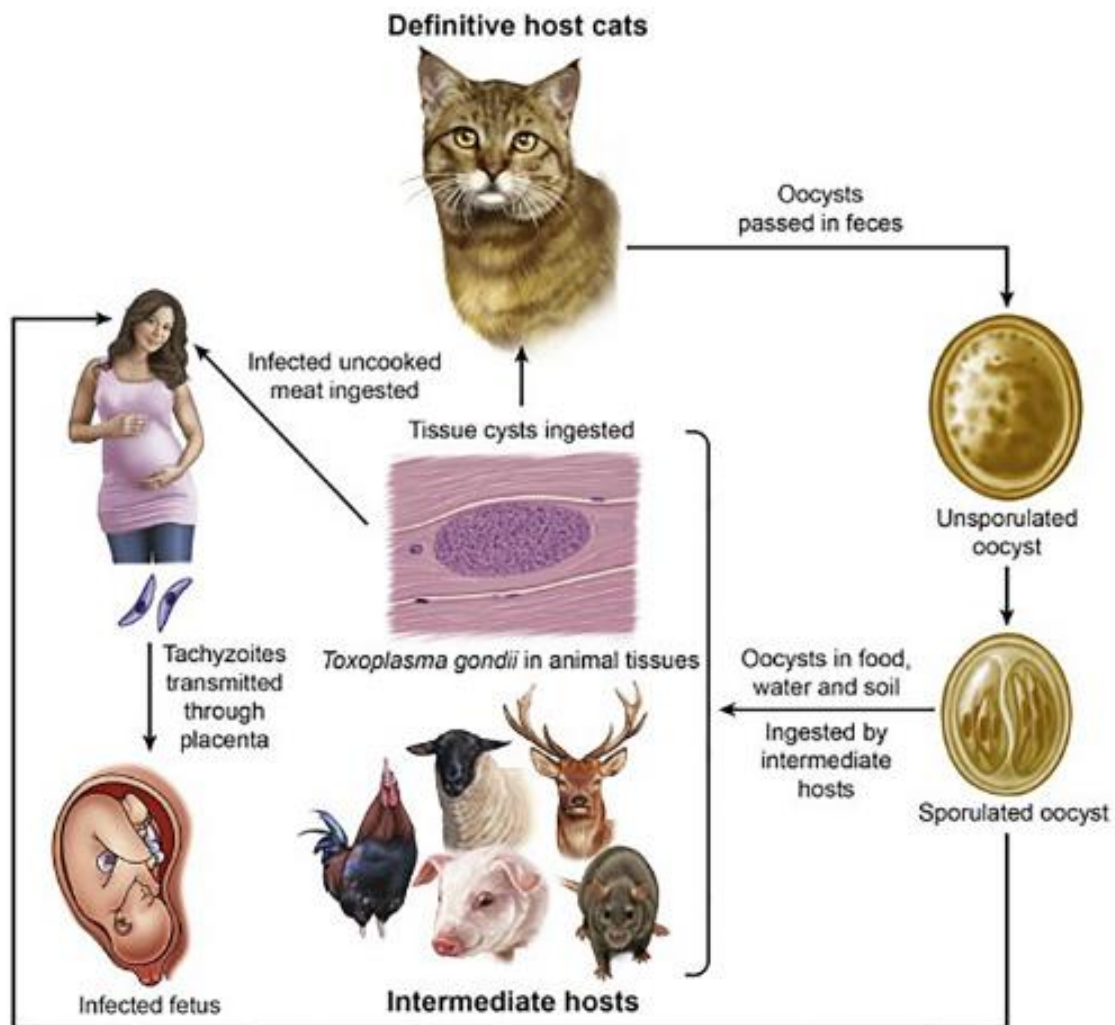 Definitive host cats
Oocysts
passed in feces
Infected uncooked
meat ingested
Tissue cysts ingested
Unsporulated
oocyst
Toxoplasma gondii in animal tissues
Tachyzoites
transmitted
through
placenta
Oocysts in food,
water and soil
Ingested by
intermediate
hosts
Sporulated oocyst
Infected fetus
Intermediate hosts